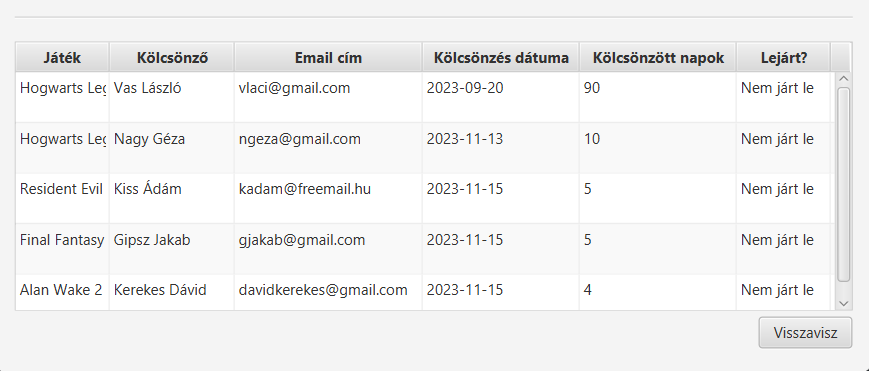 Játék Kölcsönző Email cím Kölcsönzés dátuma Kölcsönzött napok Lejárt?
Hogwarts Leg Vas László vlaci@gmail.com 2023-09-20 90 Nem járt le
Hogwarts Leg Nagy Géza ngeza@gmail.com 2023-11-13 10 Nem járt le
Resident Evil Kiss Ádám kadam@freemail.hu 2023-11-15 5 Nem járt le
Final Fantasy Gipsz Jakab gjakab@gmail.com 2023-11-15 5 Nem járt le
Alan Wake 2 Kerekes Dávid davidkerekes@gmail.com 2023-11-15 4 Nem járt le
Visszavisz